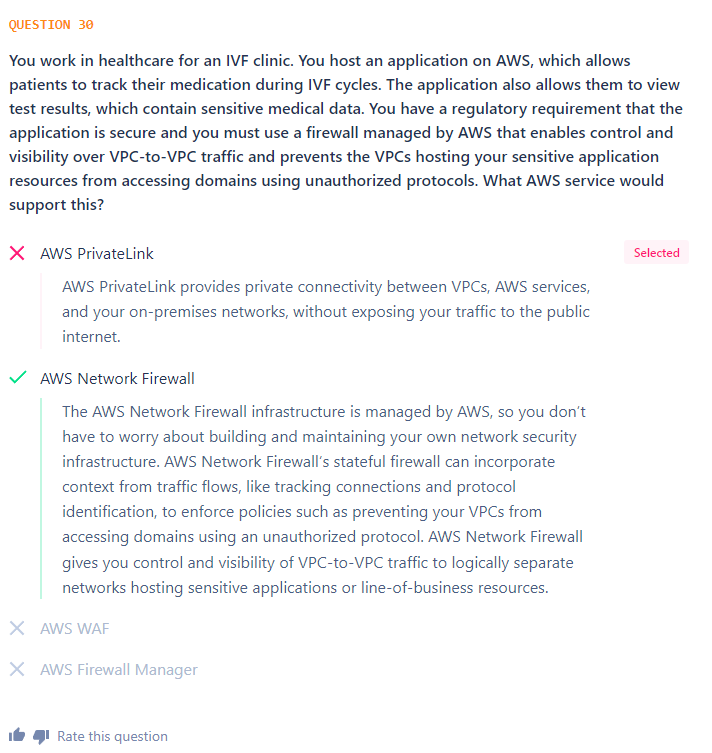 QUESTION 30
You work in healthcare for an IVF clinic. You host an application on AWS, which allows
patients to track their medication during IVF cycles. The application also allows them to view
test results, which contain sensitive medical data. You have a regulatory requirement that the
application is secure and you must use a firewall managed by AWS that enables control and
visibility over VPC-to-VPC traffic and prevents the VPCs hosting your sensitive application
resources from accessing domains using unauthorized protocols. What AWS service would
support this?
AWS PrivateLink
Selected
AWS PrivateLink provides private connectivity between VPCs, AWS services,
and your on-premises networks, without exposing your traffic to the public
internet.
AWS Network Firewall
The AWS Network Firewall infrastructure is managed by AWS, so you don't
have to worry about building and maintaining your own network security
infrastructure. AWS Network Firewall's stateful firewall can incorporate
context from traffic flows, like tracking connections and protocol
identification, to enforce policies such as preventing your VPCs from
accessing domains using an unauthorized protocol. AWS Network Firewall
gives you control and visibility of VPC-to-VPC traffic to logically separate
networks hosting sensitive applications or line-of-business resources.
AWS WAF
AWS Firewall Manager
Rate this question